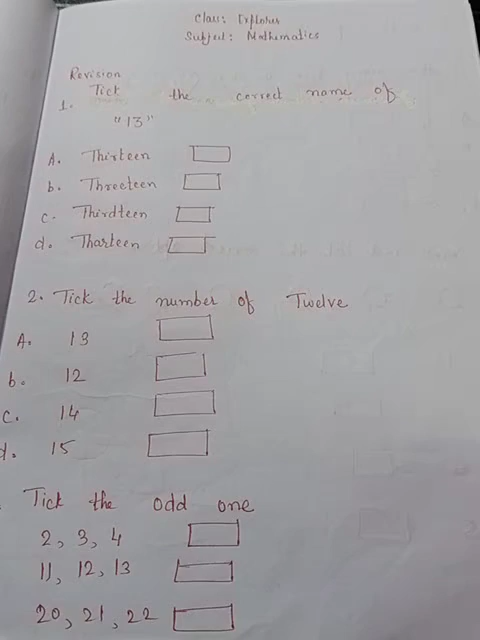 Class: Explorus
Subject: Mathematics
Revision
1. Tick the correct name of
"13"
A. Thirteen
b. Threeteen
c. Thirdteen
d. Tharteen
2. Tick the number of Twelve
A. 13
b. 12
c. 14
d. 15
Tick the odd one
2, 3, 4
11, 12, 13
20, 21, 22